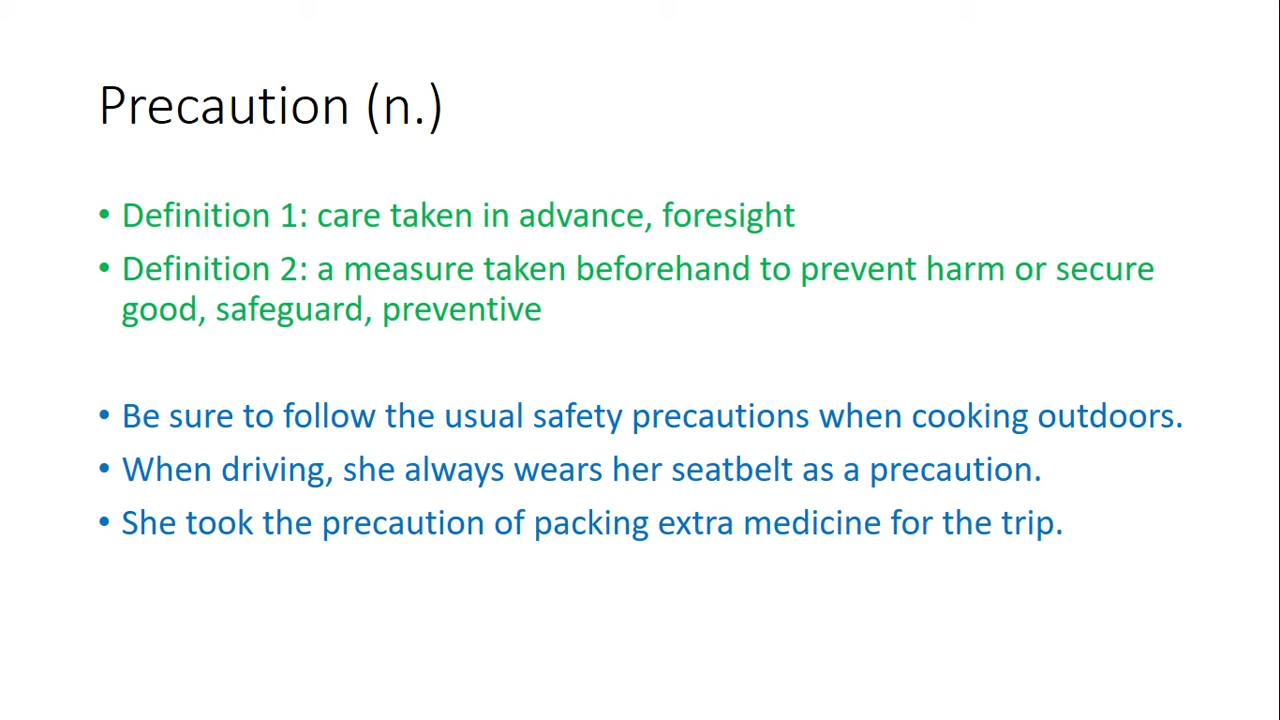 Precaution (n.)
• Definition 1: care taken in advance, foresight
• Definition 2: a measure taken beforehand to prevent harm or secure
good, safeguard, preventive
• Be sure to follow the usual safety precautions when cooking outdoors.
• When driving, she always wears her seatbelt as a precaution.
• She took the precaution of packing extra medicine for the trip.